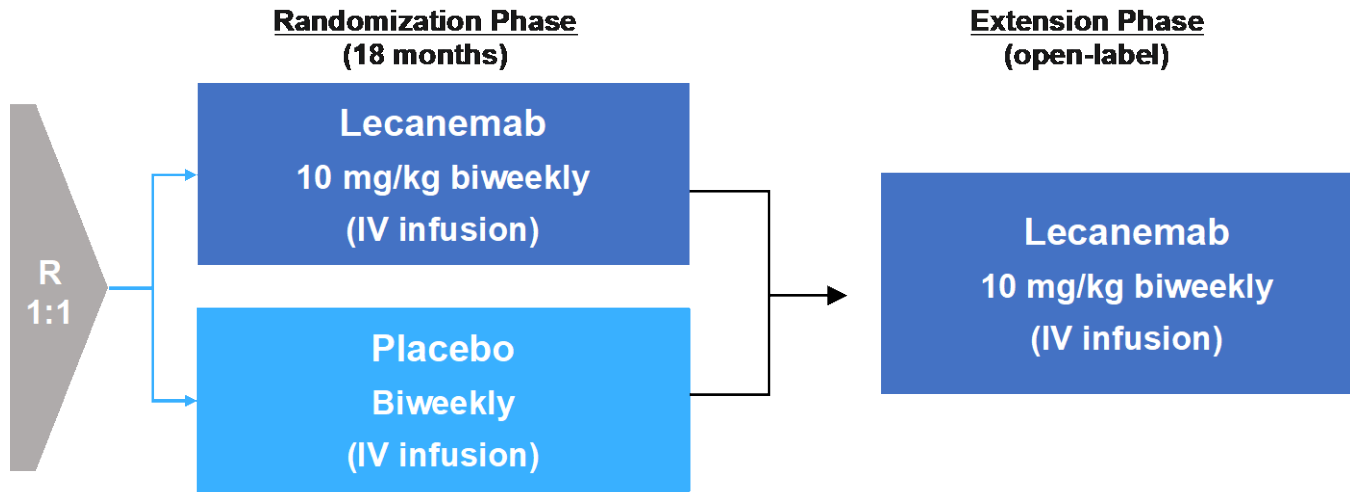 Randomization Phase
(18 months)
Extension Phase
(open-label)
R
1:1
Lecanemab
10 mg/kg biweekly
(IV infusion)
Placebo
Biweekly
(IV infusion)
Lecanemab
10 mg/kg biweekly
(IV infusion)